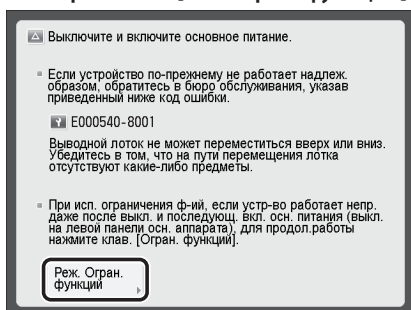 Выключите и включите основное питание.
Если устройство по-прежнему не работает надлеж.
образом, обратитесь в бюро обслуживания, указав
приведенный ниже код ошибки.
E000540-8001
Выводной лоток не может переместиться вверх или вниз.
Убедитесь в том, что на пути перемещения лотка
отсутствуют какие-либо предметы.
При исп. ограничения ф-ий, если устр-во работает непр.
даже после выкл. и последующ. вкл. осн. питания (выкл.
на левой панели осн. аппарата), для продол.работы
нажмите клав. [Огран. функций].
Реж. Огран.
функций